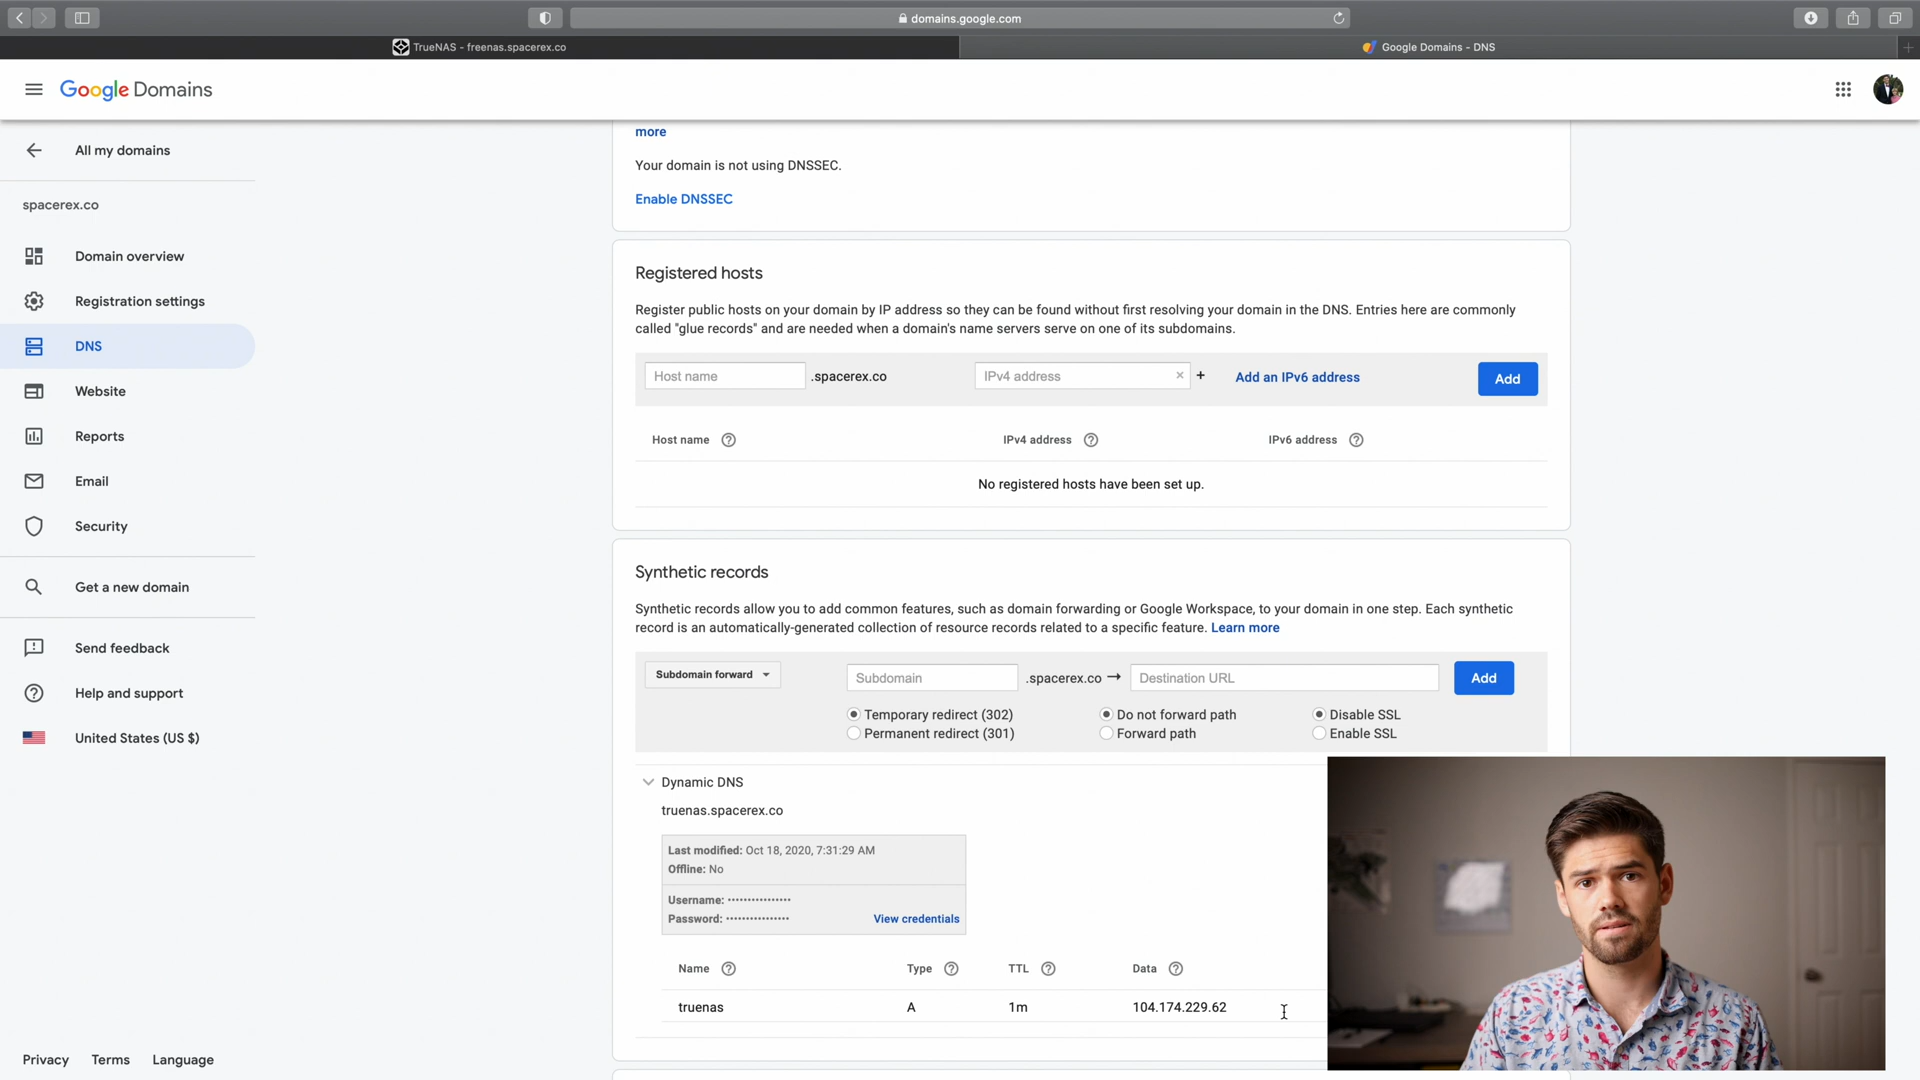 domains.google.com
TrueNAS - freenas.spacerex.co
Google Domains - DNS
Google Domains
All my domains
spacerex.co
Domain overview
Registration settings
DNS
Website
Reports
Email
Security
Get a new domain
Send feedback
Help and support
United States (US $)
Privacy Terms Language
more
Your domain is not using DNSSEC.
Enable DNSSEC
Registered hosts
Register public hosts on your domain by IP address so they can be found without first resolving your domain in the DNS. Entries here are commonly
called "glue records" and are needed when a domain's name servers serve on one of its subdomains.
Host name .spacerex.co IPv4 address × + Add an IPv6 address Add
Host name IPv4 address IPv6 address
No registered hosts have been set up.
Synthetic records
Synthetic records allow you to add common features, such as domain forwarding or Google Workspace, to your domain in one step. Each synthetic
record is an automatically-generated collection of resource records related to a specific feature. Learn more
Subdomain forward Subdomain .spacerex.co → Destination URL Add
Temporary redirect (302) Do not forward path Disable SSL
Permanent redirect (301) Forward path Enable SSL
Dynamic DNS
truenas.spacerex.co
Last modified: Oct 18, 2020, 7:31:29 AM
Offline: No
Username: ••••••••••••••••
Password: •••••••••••••••• View credentials
Name Type TTL Data
truenas A 1m 104.174.229.62